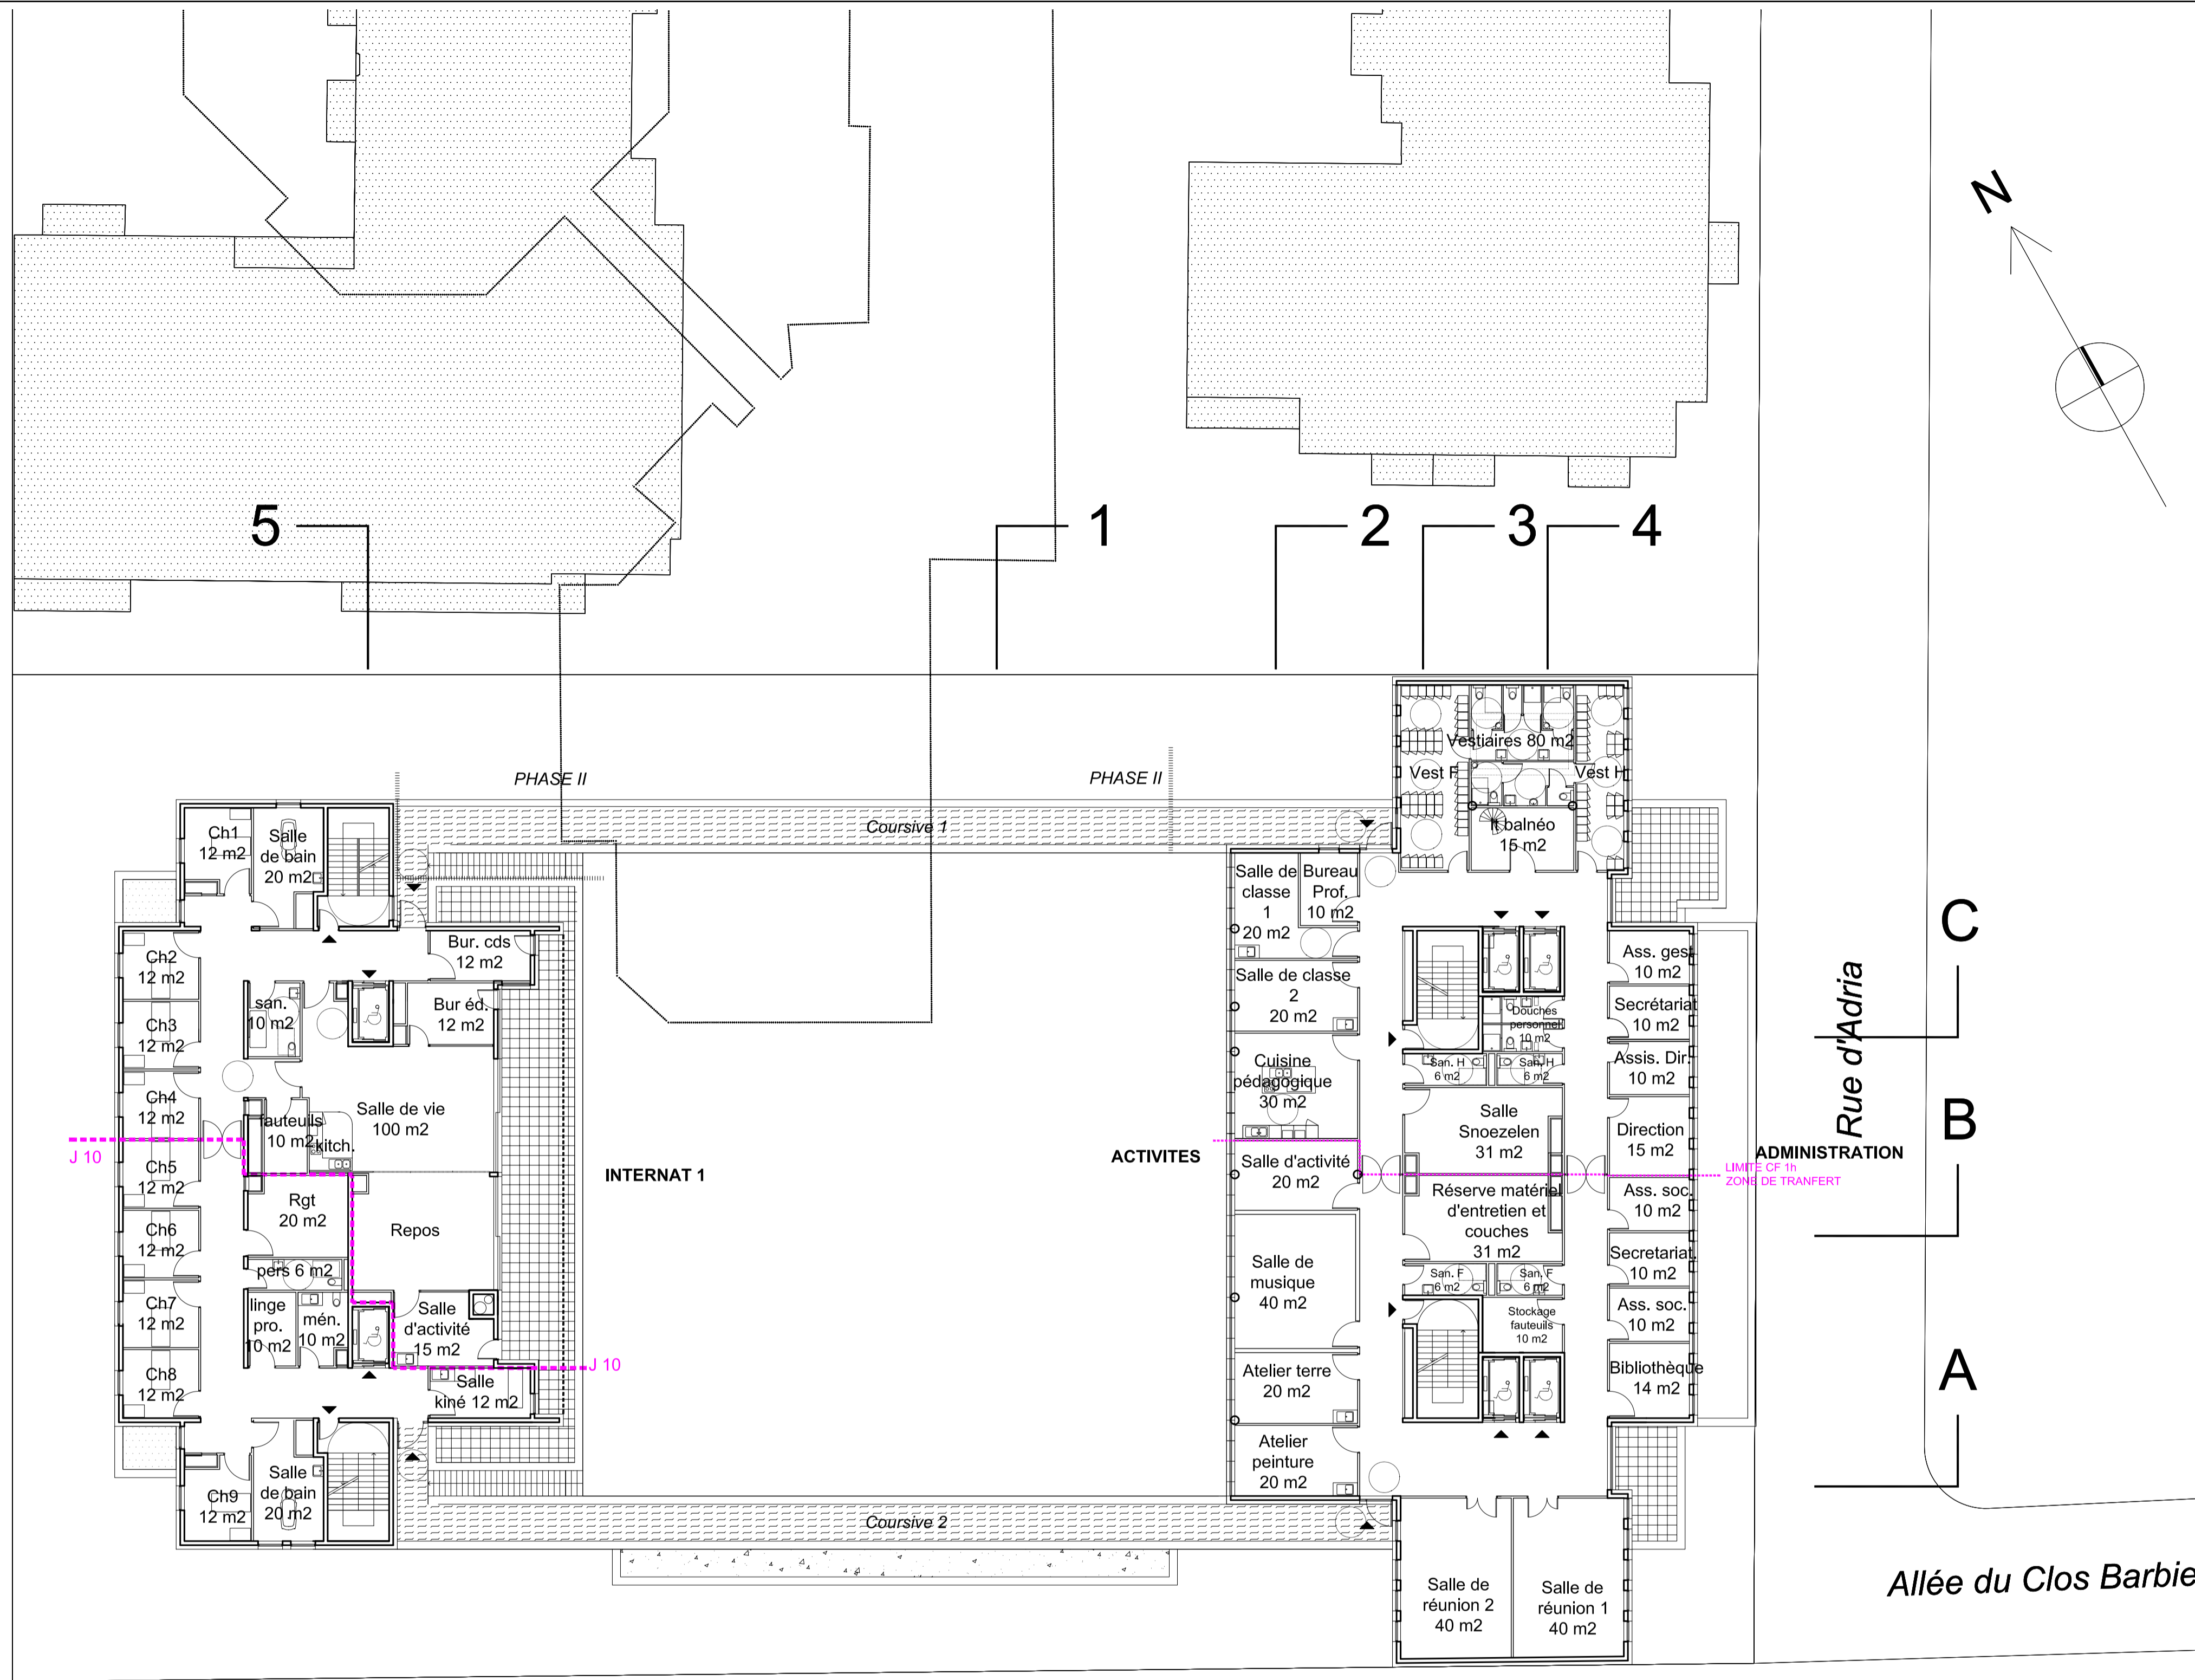 N
5
1
2
3
4
PHASE II
PHASE II
Coursive 1
Vestiaires 80 m2
Vest F
Vest H
lt balnéo
15 m2
Ch1
12 m2
Salle
de bain
20 m2
Ch2
12 m2
Ch3
12 m2
Ch4
12 m2
Ch5
12 m2
Ch6
12 m2
Ch7
12 m2
Ch8
12 m2
Ch9
12 m2
Salle
de bain
20 m2
J 10
san.
10 m2
Bur. cds
12 m2
Bur éd.
12 m2
fauteuils
10 m2
kitch.
Salle de vie
100 m2
Rgt
20 m2
Repos
pers 6 m2
linge
pro.
10 m2
mén.
10 m2
Salle
d'activité
15 m2
Salle
kiné 12 m2
J 10
INTERNAT 1
ACTIVITES
Salle de
classe
1
20 m2
Bureau
Prof.
10 m2
Salle de classe
2
20 m2
Cuisine
pédagogique
30 m2
Salle d'activité
20 m2
Salle de
musique
40 m2
Atelier terre
20 m2
Atelier
peinture
20 m2
Douches
personnel
10 m2
San. H
6 m2
San. H
6 m2
Salle
Snoezelen
31 m2
Réserve matériel
d'entretien et
couches
31 m2
San. F
6 m2
San. F
6 m2
Stockage
fauteuils
10 m2
Ass. gest
10 m2
Secrétariat
10 m2
Assis. Dir.
10 m2
Direction
15 m2
Ass. soc.
10 m2
Secretariat.
10 m2
Ass. soc.
10 m2
Bibliothèque
14 m2
ADMINISTRATION
LIMITE CF 1h
ZONE DE TRANFERT
Rue d'Adria
C
B
A
Coursive 2
Salle de
réunion 2
40 m2
Salle de
réunion 1
40 m2
Allée du Clos Barbie